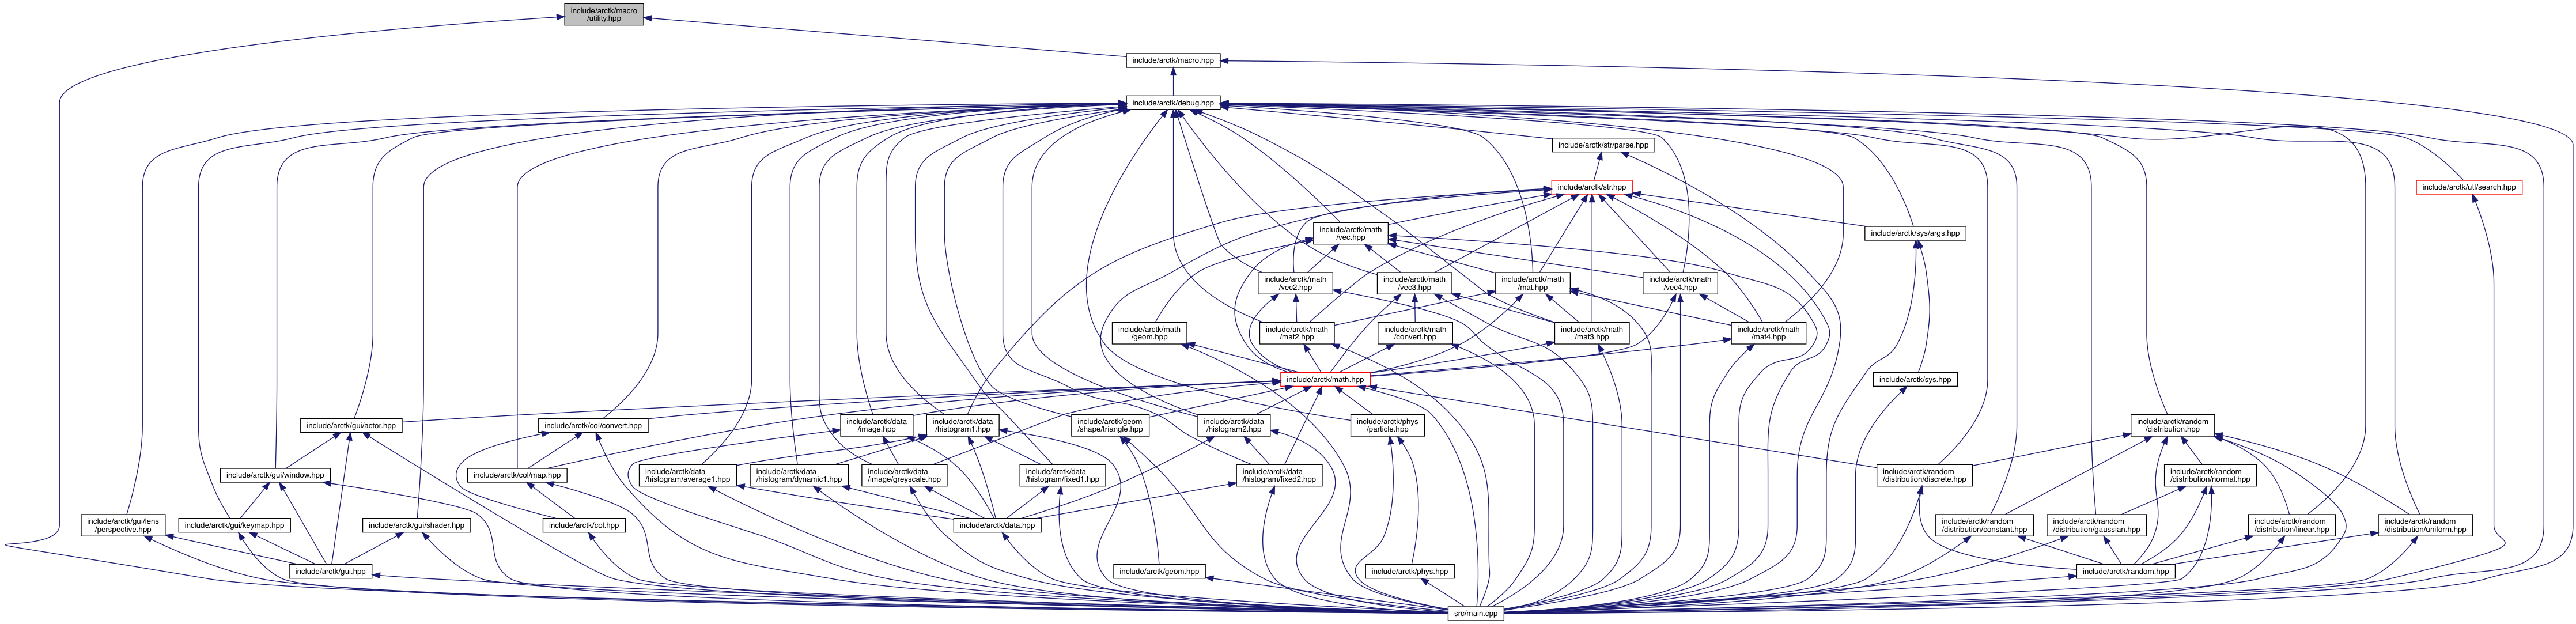 include/arctk/macro
/utility.hpp
include/arctk/macro.hpp
include/arctk/debug.hpp
include/arctk/str/parse.hpp
include/arctk/str.hpp
include/arctk/utl/search.hpp
include/arctk/math
/vec.hpp
include/arctk/sys/args.hpp
include/arctk/math
/vec2.hpp
include/arctk/math
/vec3.hpp
include/arctk/math
/mat.hpp
include/arctk/math
/vec4.hpp
include/arctk/math
/geom.hpp
include/arctk/math
/mat2.hpp
include/arctk/math
/convert.hpp
include/arctk/math
/mat3.hpp
include/arctk/math
/mat4.hpp
include/arctk/math.hpp
include/arctk/sys.hpp
include/arctk/gui/actor.hpp
include/arctk/col/convert.hpp
include/arctk/data
/image.hpp
include/arctk/data
/histogram1.hpp
include/arctk/geom
/shape/triangle.hpp
include/arctk/data
/histogram2.hpp
include/arctk/phys
/particle.hpp
include/arctk/random
/distribution.hpp
include/arctk/gui/window.hpp
include/arctk/col/map.hpp
include/arctk/data
/histogram/average1.hpp
include/arctk/data
/histogram/dynamic1.hpp
include/arctk/data
/image/greyscale.hpp
include/arctk/data
/histogram/fixed1.hpp
include/arctk/data
/histogram/fixed2.hpp
include/arctk/random
/distribution/discrete.hpp
include/arctk/random
/distribution/normal.hpp
include/arctk/gui/lens
/perspective.hpp
include/arctk/gui/keymap.hpp
include/arctk/gui/shader.hpp
include/arctk/col.hpp
include/arctk/data.hpp
include/arctk/random
/distribution/constant.hpp
include/arctk/random
/distribution/gaussian.hpp
include/arctk/random
/distribution/linear.hpp
include/arctk/random
/distribution/uniform.hpp
include/arctk/gui.hpp
include/arctk/geom.hpp
include/arctk/phys.hpp
include/arctk/random.hpp
src/main.cpp